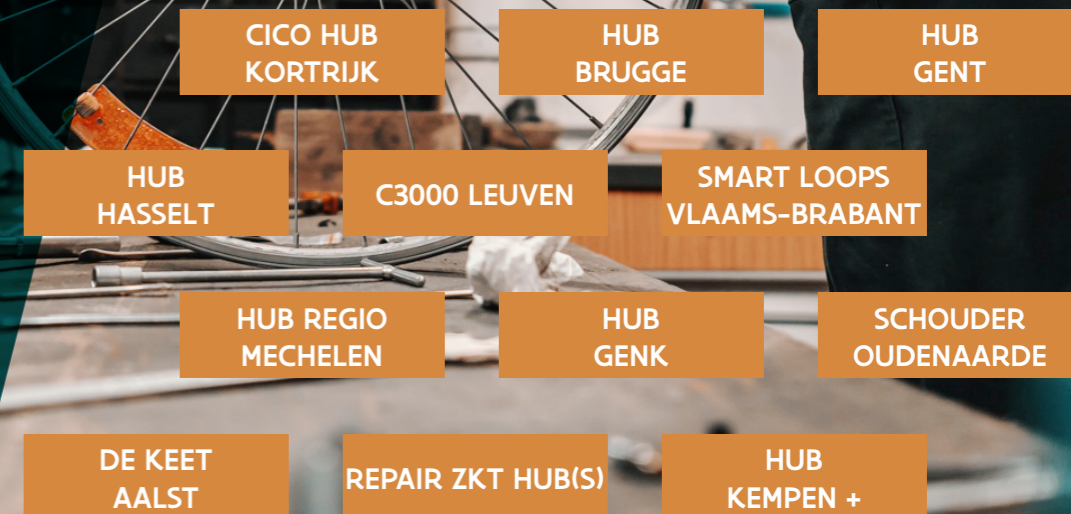 CICO HUB
KORTRIJK
HUB
BRUGGE
HUB
GENT
HUB
HASSELT
C3000 LEUVEN
SMART LOOPS
VLAAMS-BRABANT
HUB REGIO
MECHELEN
HUB
GENK
SCHOUDER
OUDENAARDE
DE KEET
AALST
REPAIR ZKT HUB(S)
HUB
KEMPEN +